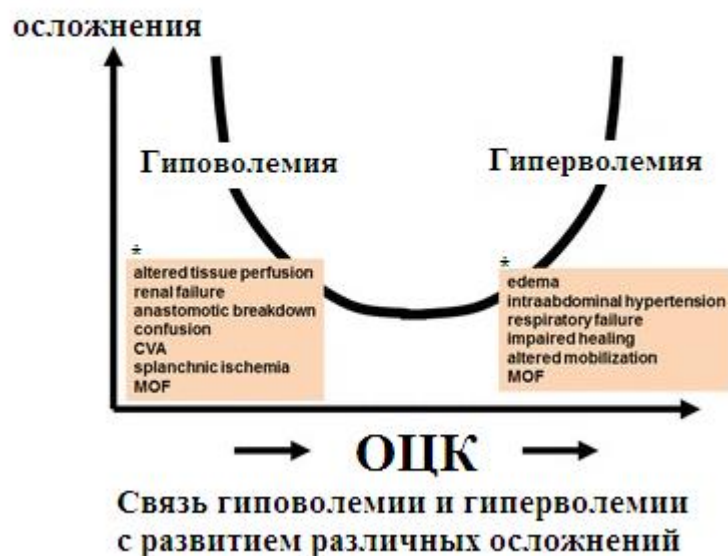 осложнения
Гиповолемия
Гиперволемия
±
altered tissue perfusion
renal failure
anastomotic breakdown
confusion
CVA
splanchnic ischemia
MOF
±
edema
intraabdominal hypertension
respiratory failure
impaired healing
altered mobilization
MOF
ОЦК
Связь гиповолемии и гиперволемии
с развитием различных осложнений